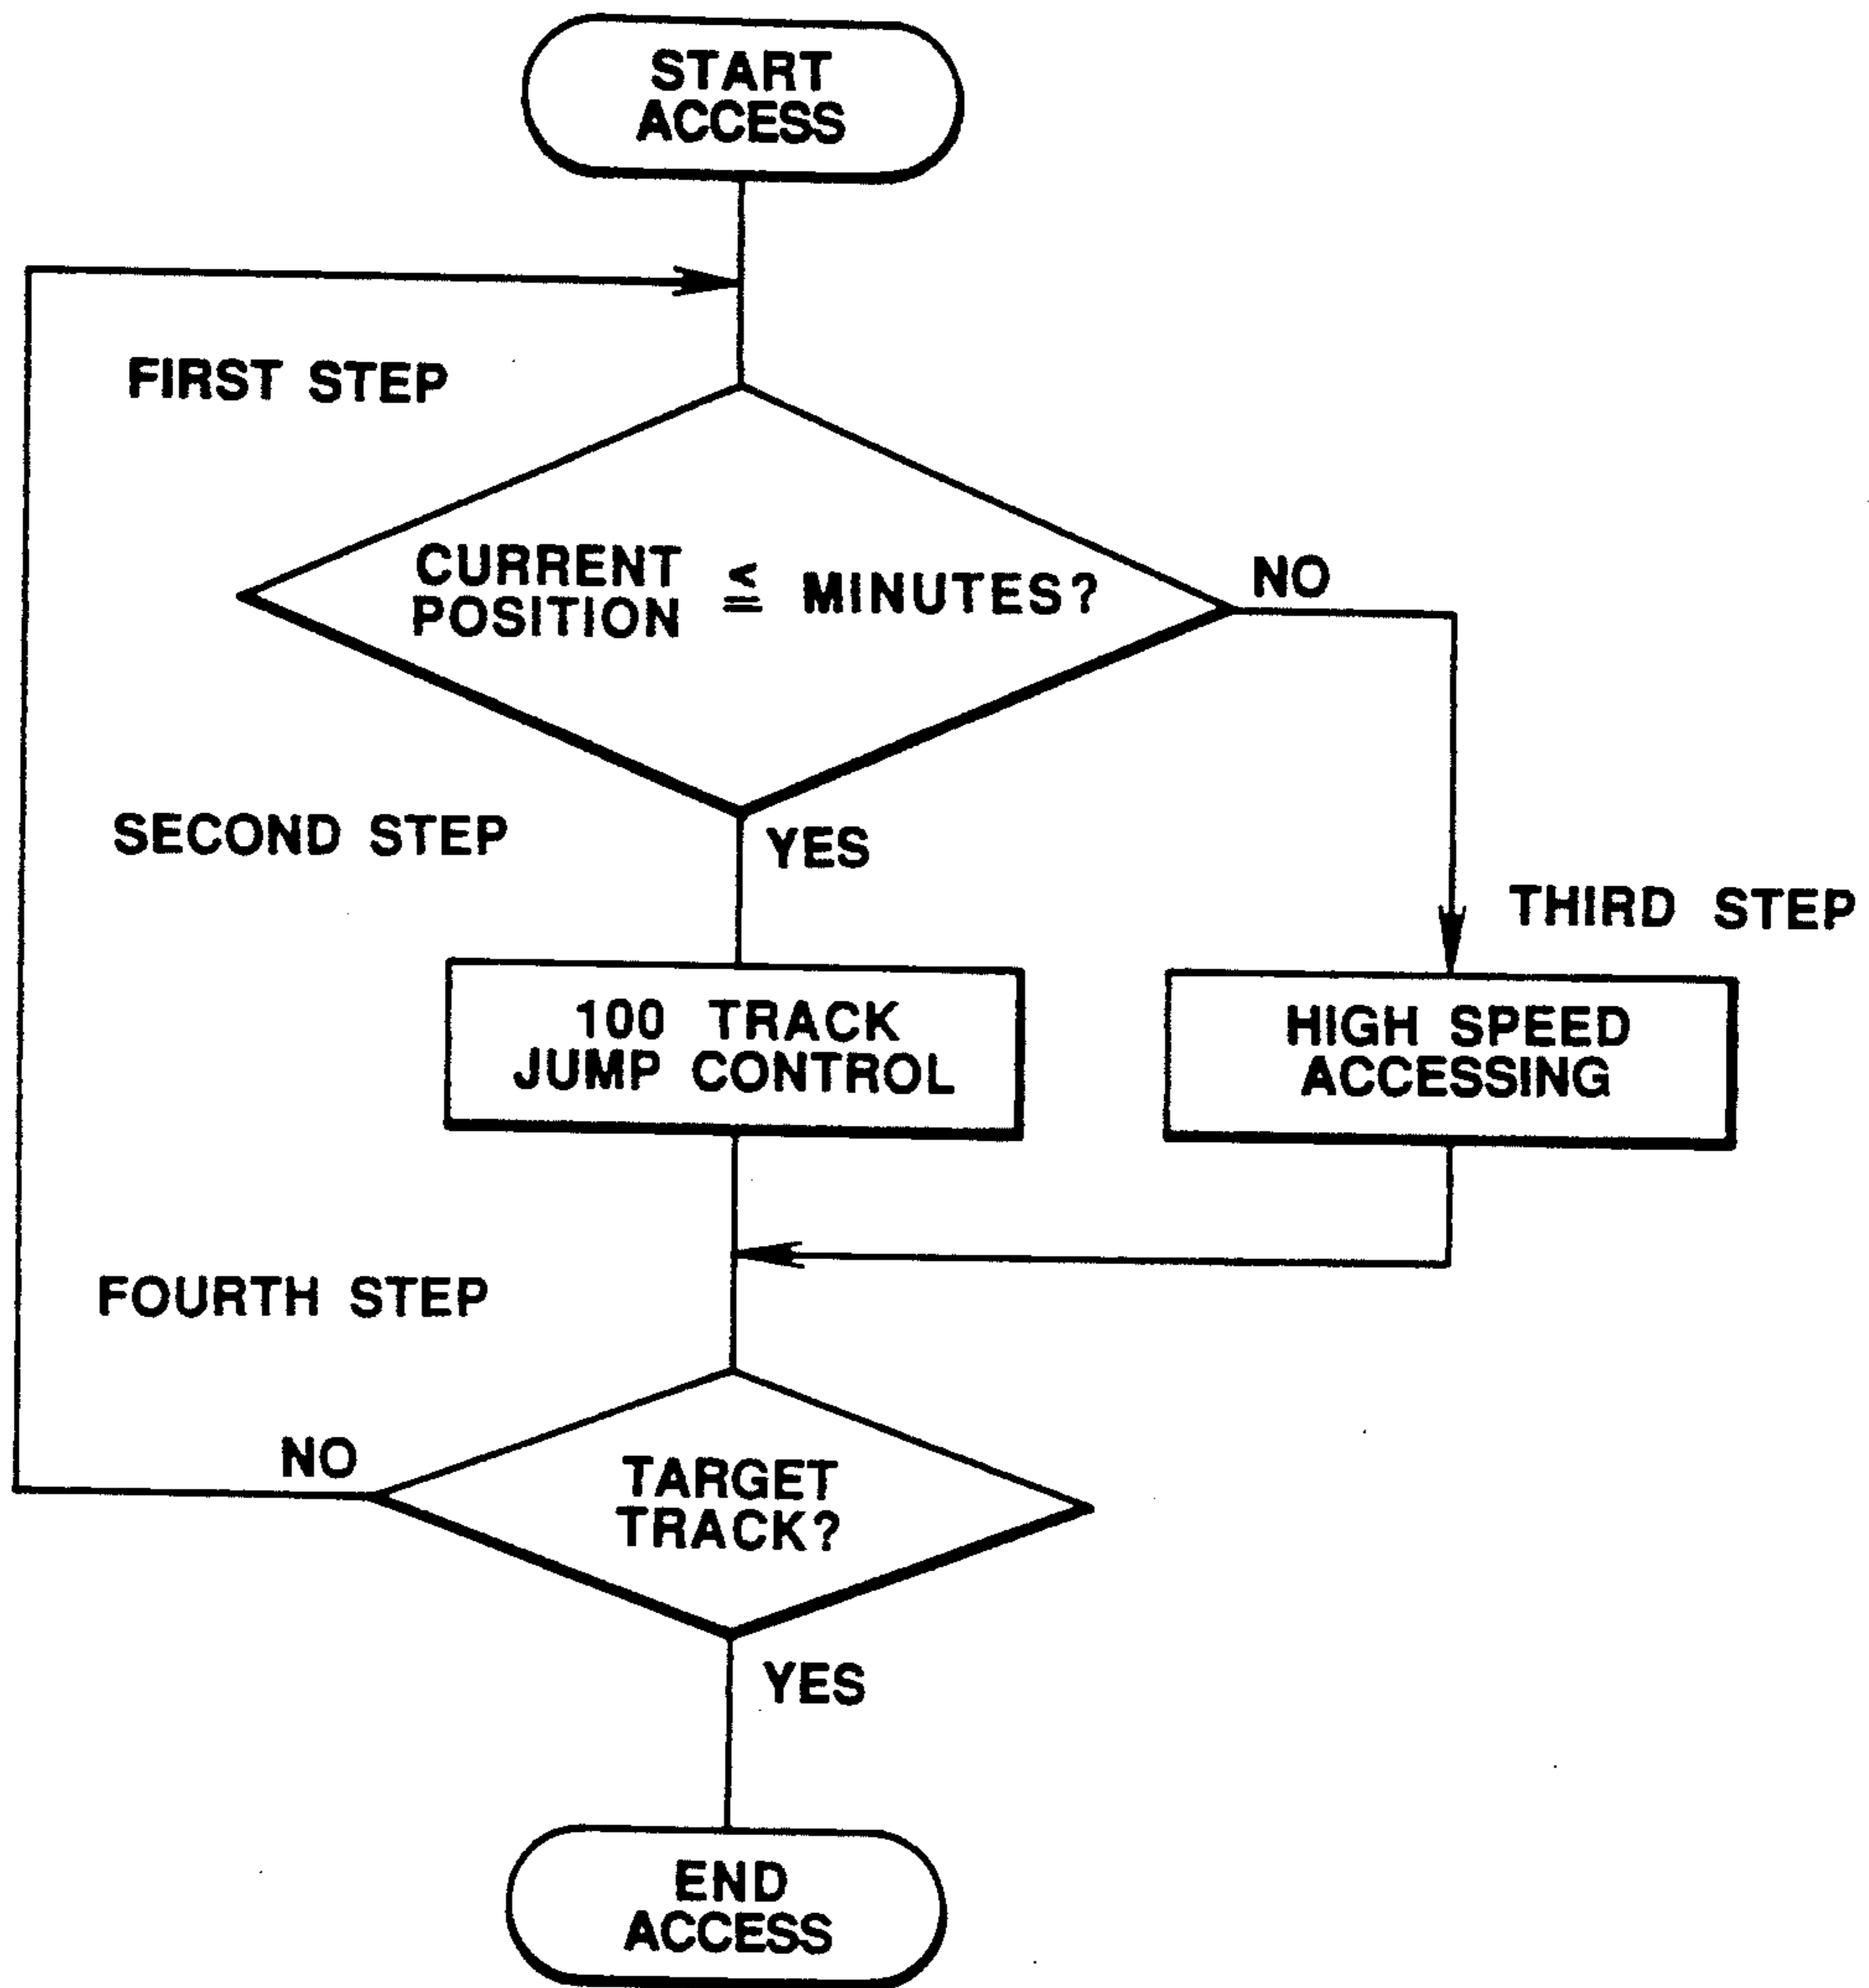 START
ACCESS
FIRST STEP
CURRENT
POSITION ≦ MINUTES?
NO
SECOND STEP
YES
THIRD STEP
100 TRACK
JUMP CONTROL
HIGH SPEED
ACCESSING
FOURTH STEP
NO
TARGET
TRACK?
YES
END
ACCESS